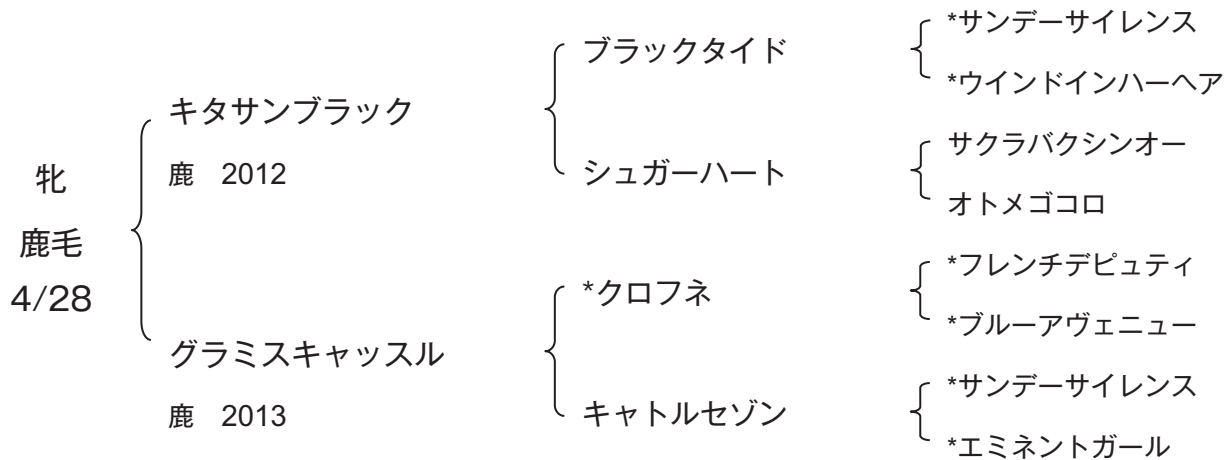 牝
鹿毛
4/28
キタサンブラック
鹿 2012
グラミスキャッスル
鹿 2013
ブラックタイド
シュガーハート
*クロフネ
キャトルセゾン
*サンデーサイレンス
*ウインドインハーヘア
サクラバクシンオー
オトメゴコロ
*フレンチデピュティ
*ブルーアヴェニュー
*サンデーサイレンス
*エミネントガール